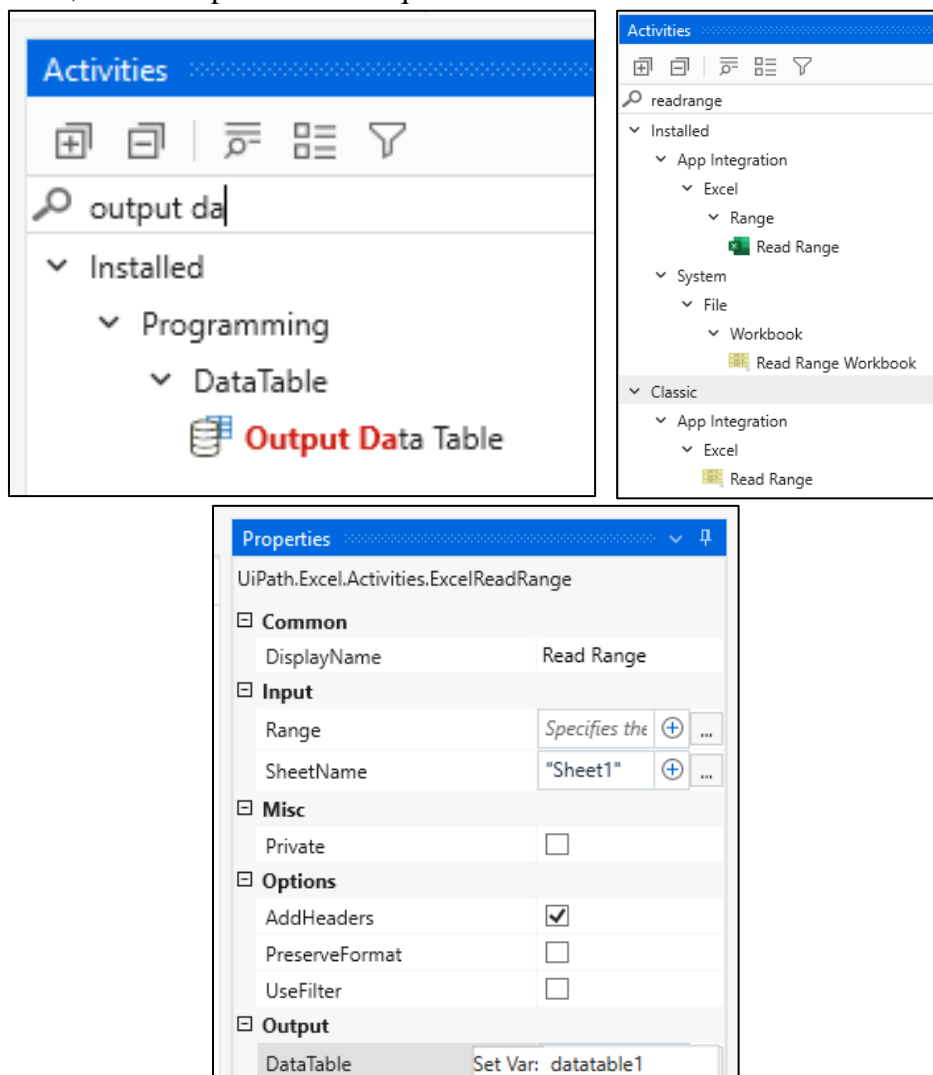 Activities
output da
Installed
Programming
DataTable
Output Data Table
Activities
readrange
Installed
App Integration
Excel
Range
Read Range
System
File
Workbook
Read Range Workbook
Classic
App Integration
Excel
Read Range
Properties
UiPath.Excel.Activities.ExcelReadRange
Common
DisplayName Read Range
Input
Range Specifies the ...
SheetName "Sheet1" ...
Misc
Private
Options
AddHeaders
PreserveFormat
UseFilter
Output
DataTable Set Var: datatable1